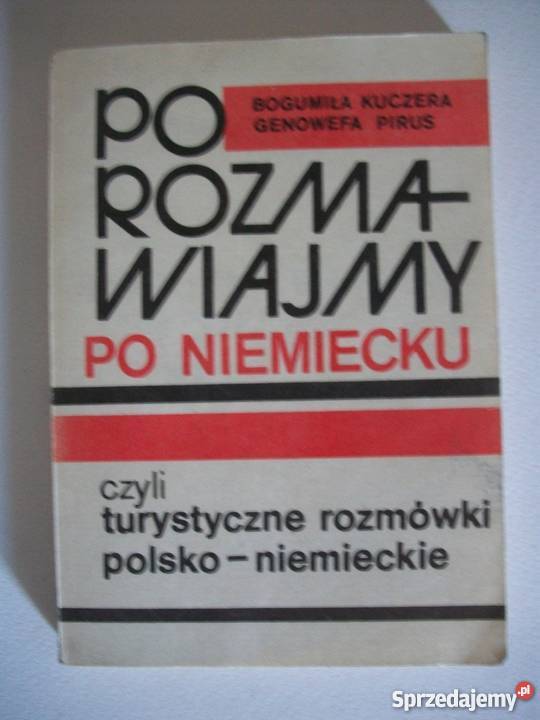 BOGUMIŁA KUCZERA
GENOWEFA PIRUS
PO
ROZMA-
WIAJMY
PO NIEMIECKU
czyli
turystyczne rozmówki
polsko-niemieckie
Sprzedajemy.pl